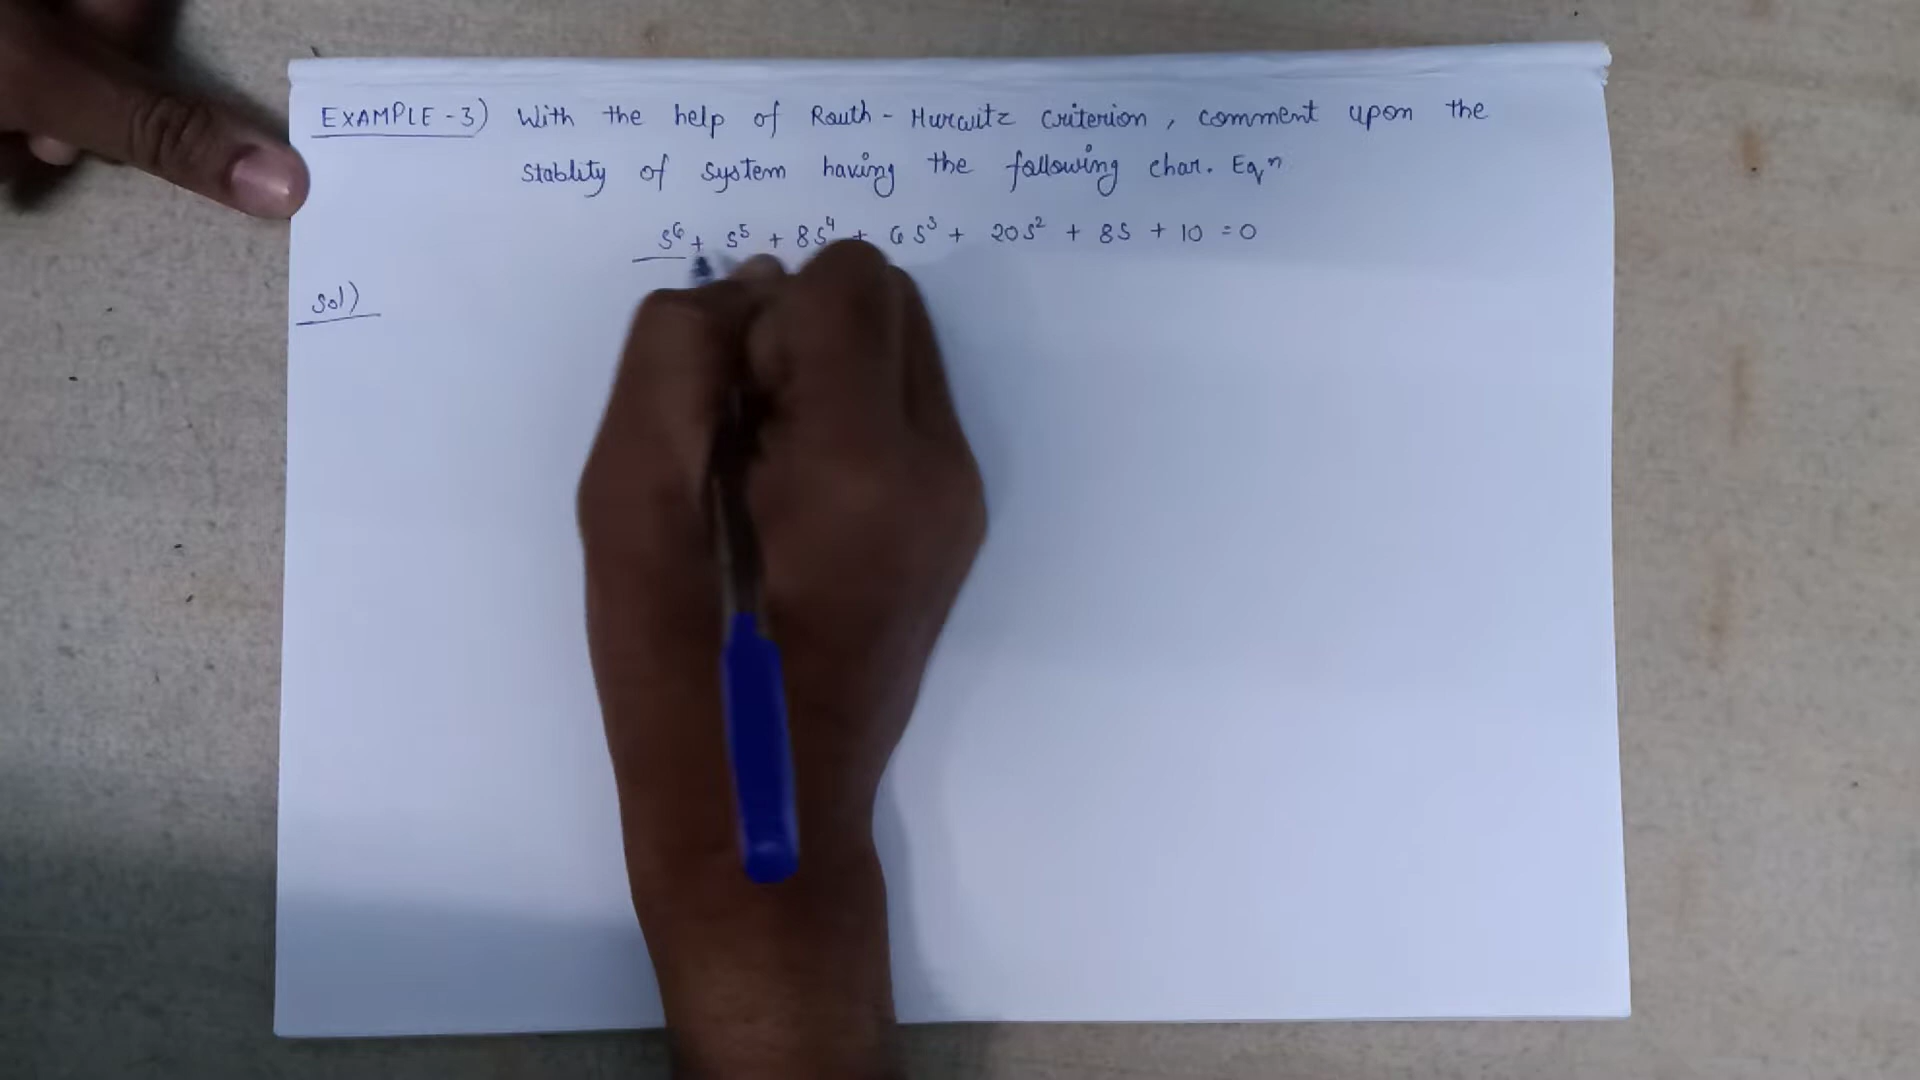 EXAMPLE-3) With the help of Routh-Hurwitz criterion, comment upon the
stablity of system having the following char. Eqⁿ
s⁶ + s⁵ + 8s⁴ + 6s³ + 20s² + 8s + 10 = 0
Sol)